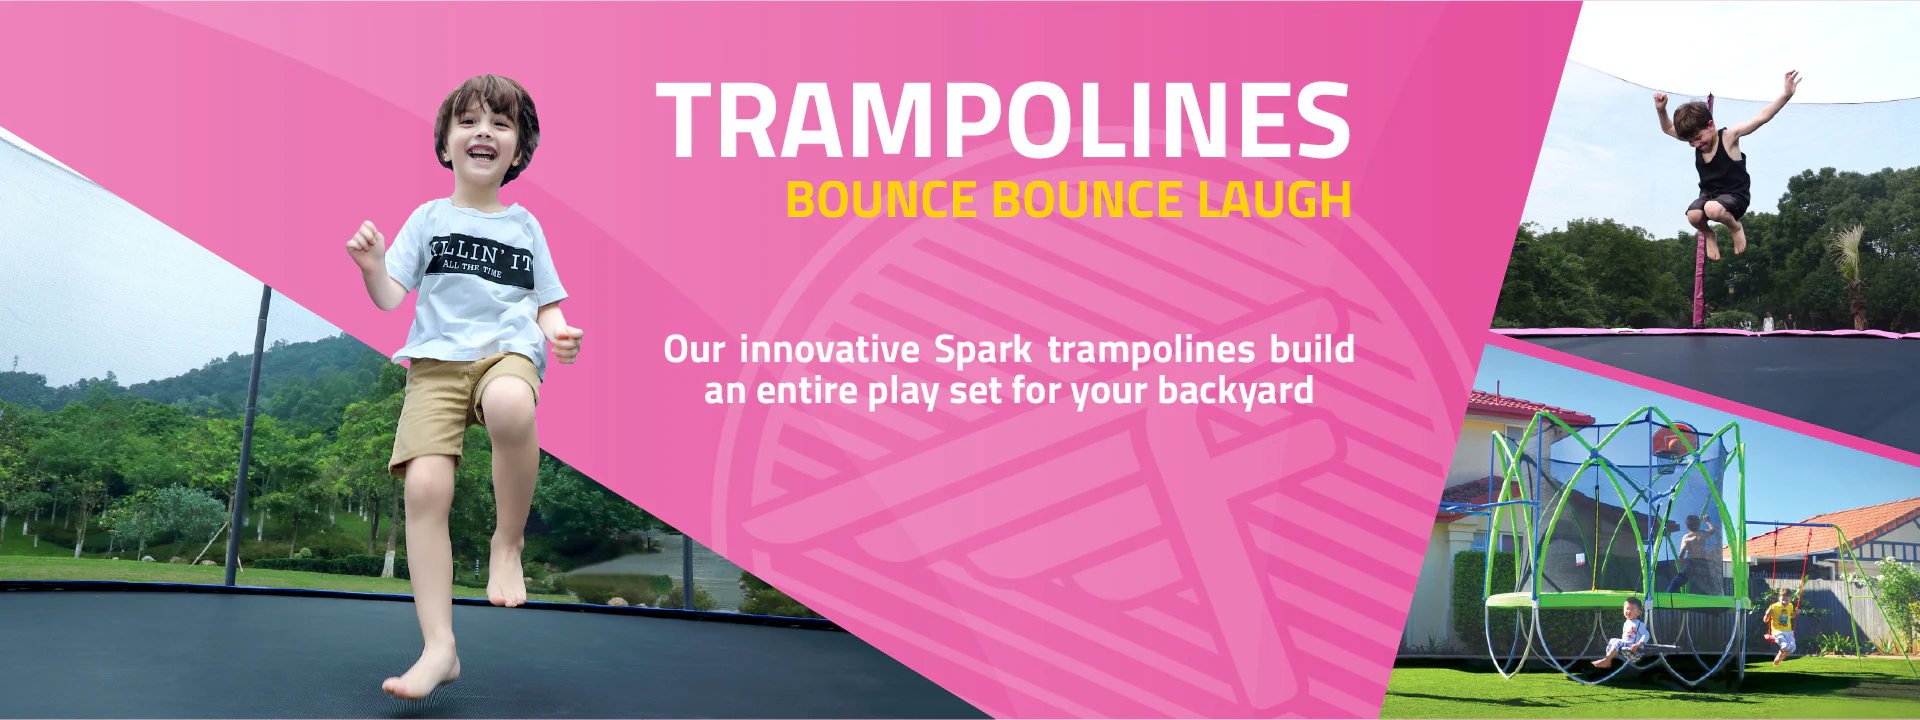 TRAMPOLINES
BOUNCE BOUNCE LAUGH
Our innovative Spark trampolines build
an entire play set for your backyard
ILLIN' IT
ALL THE TIME